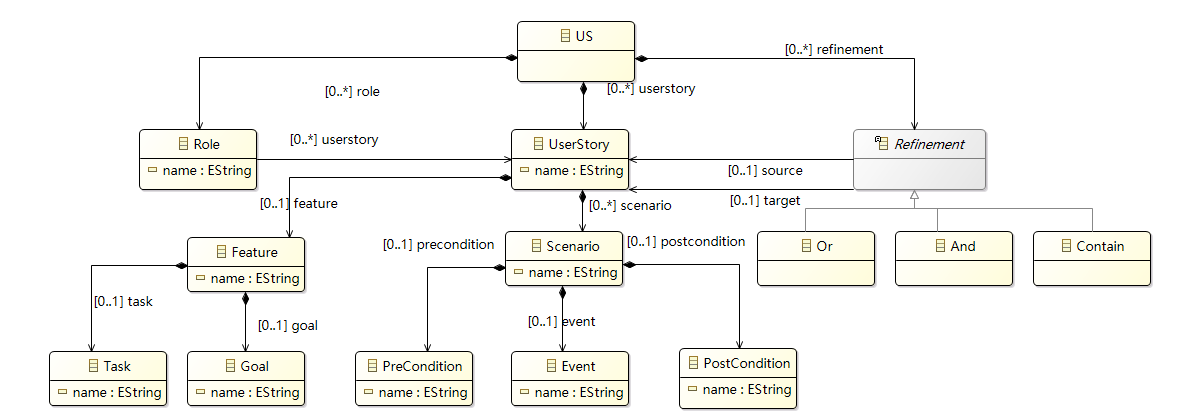 US
[0..*] refinement
[0..*] role
[0..*] userstory
Role
name : EString
[0..*] userstory
UserStory
name : EString
Refinement
[0..1] source
[0..1] target
[0..1] feature
[0..*] scenario
Feature
name : EString
[0..1] precondition
Scenario
name : EString
[0..1] postcondition
Or
And
Contain
[0..1] task
[0..1] goal
[0..1] event
Task
name : EString
Goal
name : EString
PreCondition
name : EString
Event
name : EString
PostCondition
name : EString